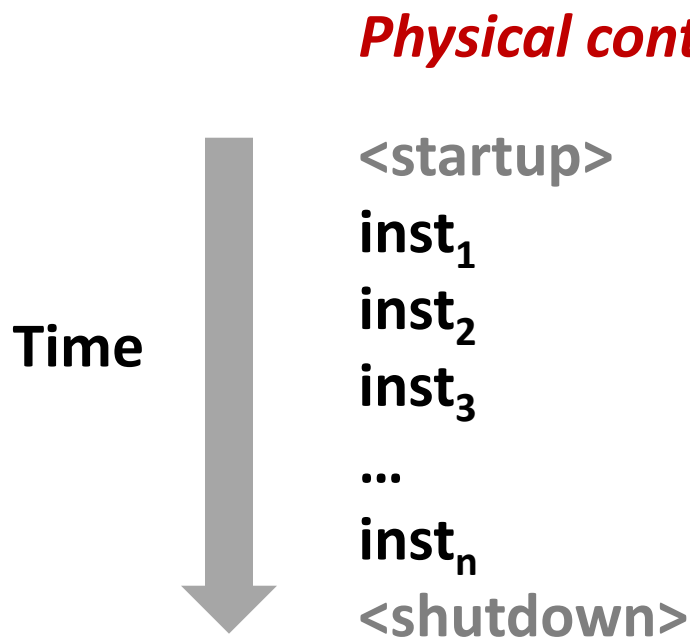 Physical cont
<startup>
inst₁
inst₂
Time
inst₃
…
instₙ
<shutdown>